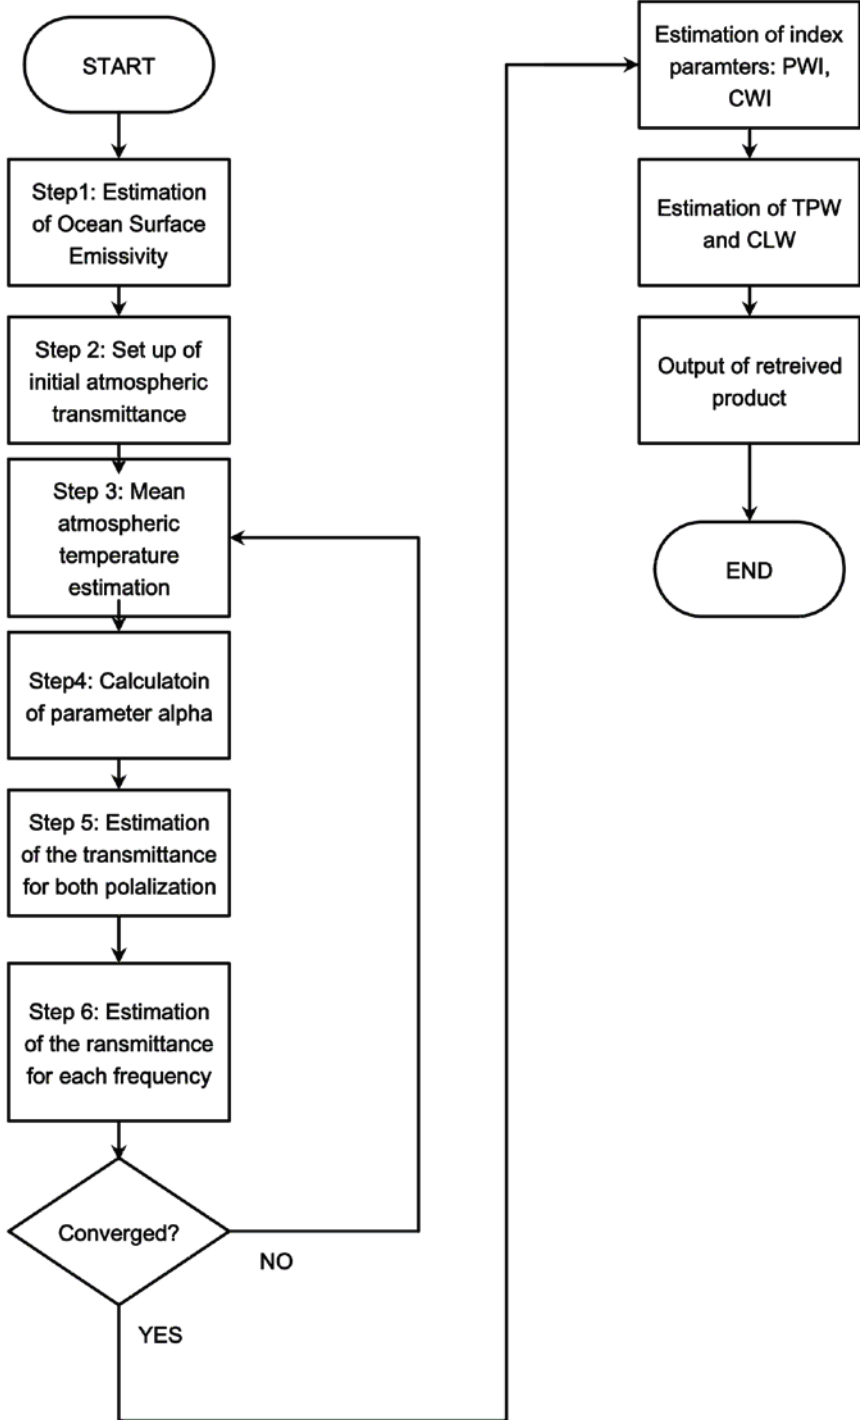 START
Step1: Estimation
of Ocean Surface
Emissivity
Step 2: Set up of
initial atmospheric
transmittance
Step 3: Mean
atmospheric
temperature
estimation
Step4: Calculatoin
of parameter alpha
Step 5: Estimation
of the transmittance
for both polalization
Step 6: Estimation
of the ransmittance
for each frequency
Converged?
NO
YES
Estimation of index
paramters: PWI,
CWI
Estimation of TPW
and CLW
Output of retreived
product
END